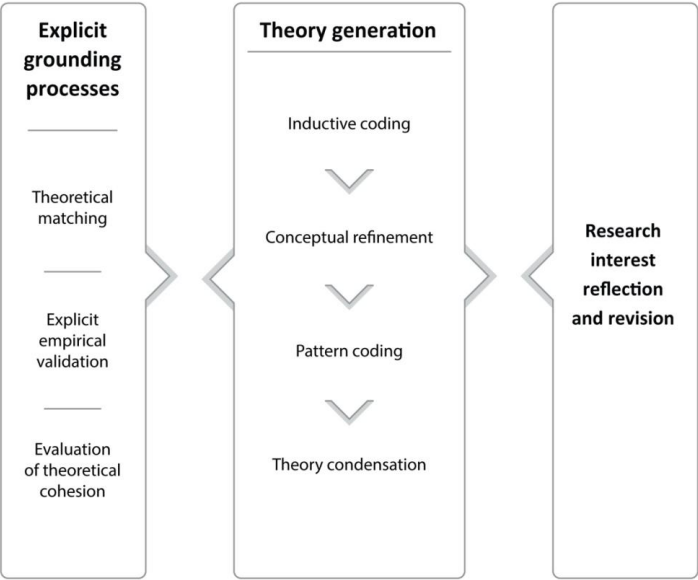 Explicit
grounding
processes
Theoretical
matching
Explicit
empirical
validation
Evaluation
of theoretical
cohesion
Theory generation
Inductive coding
Conceptual refinement
Pattern coding
Theory condensation
Research
interest
reflection
and revision